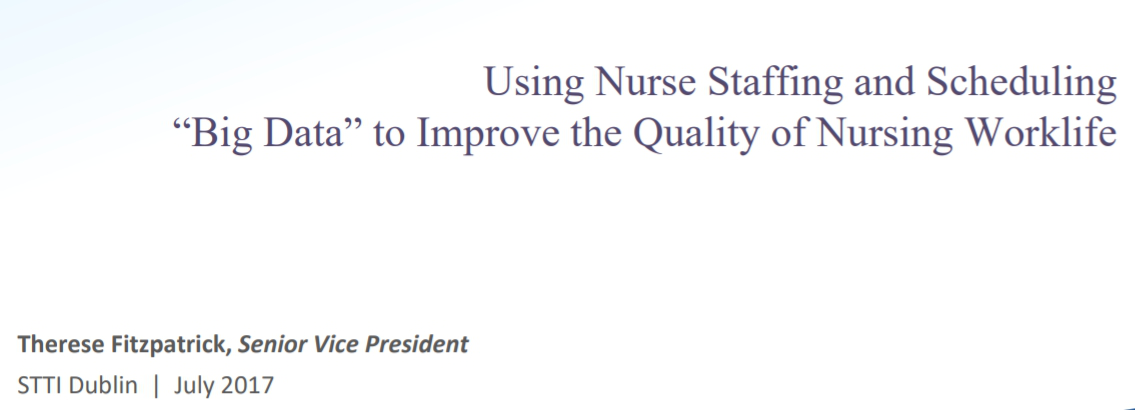 Using Nurse Staffing and Scheduling
“Big Data” to Improve the Quality of Nursing Worklife
Therese Fitzpatrick, Senior Vice President
STTI Dublin | July 2017